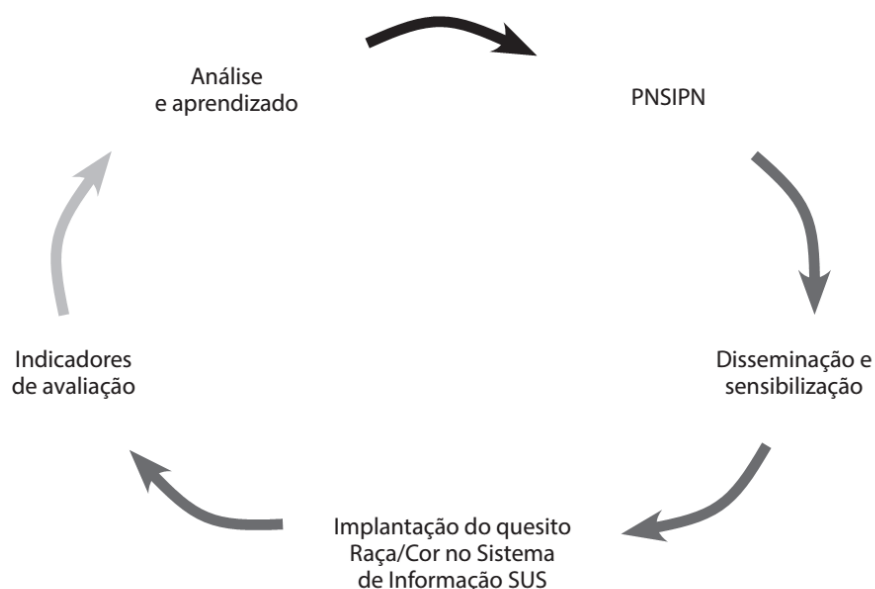 Análise
e aprendizado
PNSIPN
Disseminação e
sensibilização
Implantação do quesito
Raça/Cor no Sistema
de Informação SUS
Indicadores
de avaliação